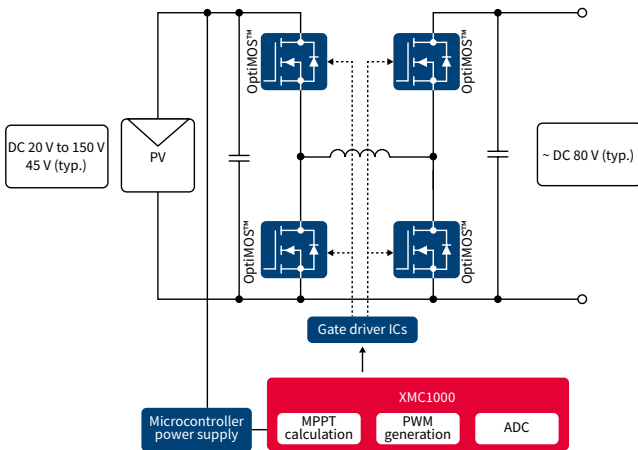 OptiMOS™
OptiMOS™
DC 20 V to 150 V
45 V (typ.)
PV
~ DC 80 V (typ.)
OptiMOS™
OptiMOS™
Gate driver ICs
XMC1000
Microcontroller
power supply
MPPT
calculation
PWM
generation
ADC